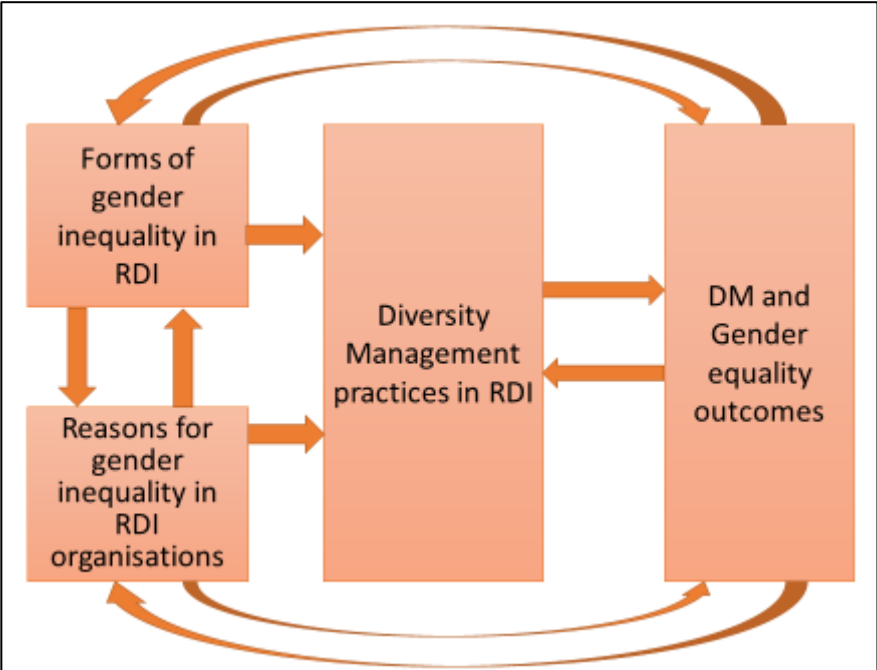 Forms of
gender
inequality in
RDI
Reasons for
gender
inequality in
RDI
organisations
Diversity
Management
practices in RDI
DM and
Gender
equality
outcomes